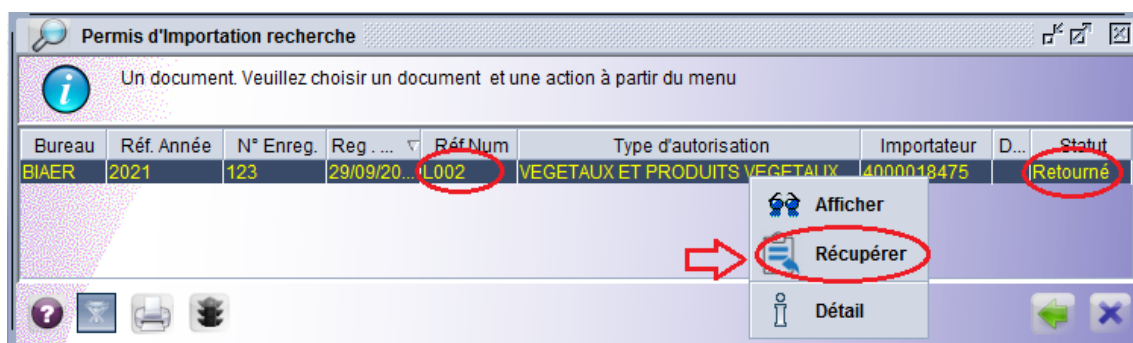 Permis d'Importation recherche
Un document. Veuillez choisir un document et une action à partir du menu
Bureau Réf. Année N° Enreg. Reg. ... Réf Num Type d'autorisation Importateur D... Statut
BIAER 2021 123 29/09/20... L002 VEGETAUX ET PRODUITS VEGETAUX 4000018475 Retourné
Afficher
Récupérer
Détail